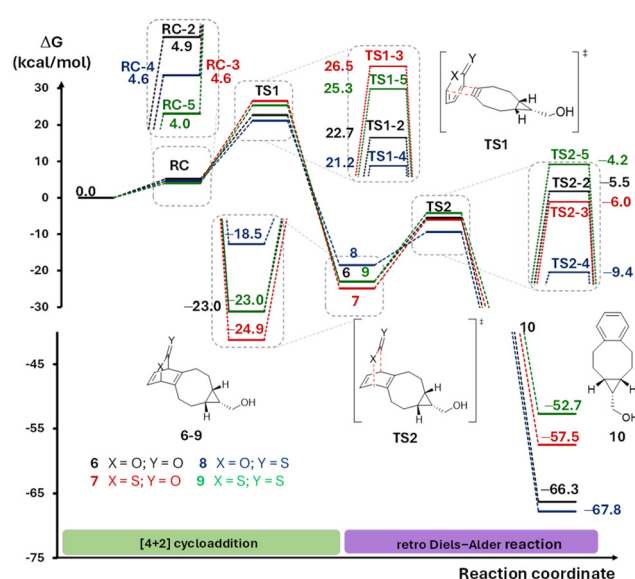 ΔG
(kcal/mol)
30
20
10
0
-10
-20
-30
-45
-55
-65
-75
0.0
RC
RC-2
4.9
RC-4
4.6
RC-3
4.6
RC-5
4.0
TS1
26.5
TS1-3
25.3
TS1-5
22.7
TS1-2
21.2
TS1-4
X
Y
H
H
OH
‡
TS1
–18.5
–23.0
–23.0
–24.9
8
6
9
7
TS2
TS2-5
–4.2
TS2-2
–5.5
TS2-3
–6.0
TS2-4
–9.4
Y
X
H
H
OH
6-9
6 X = O; Y = O
8 X = O; Y = S
7 X = S; Y = O
9 X = S; Y = S
Y
X
H
H
OH
‡
TS2
10
–52.7
–57.5
–66.3
–67.8
H
H
OH
10
[4+2] cycloaddition
retro Diels–Alder reaction
Reaction coordinate